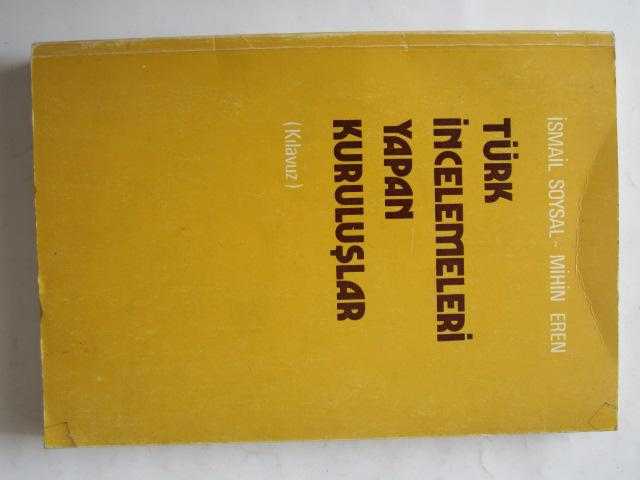 İSMAİL SOYSAL - MİHİN EREN
TÜRK
İNCELEMELERİ
YAPAN
KURULUŞLAR
(Kılavuz)